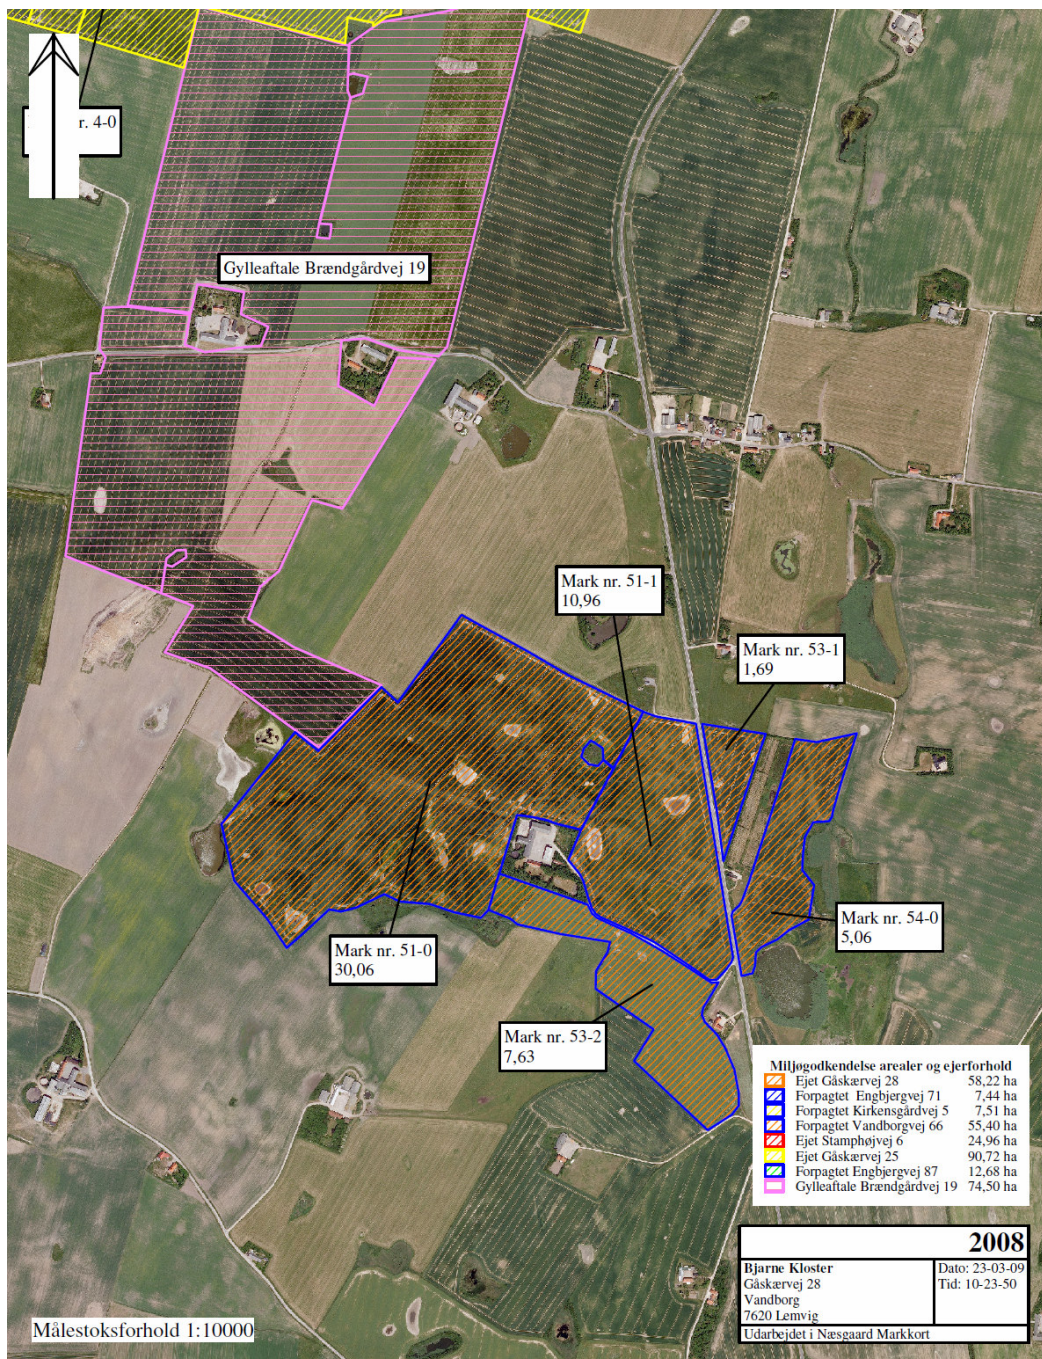 r. 4-0
Gylleaftale Brændgårdvej 19
Mark nr. 51-1
10,96
Mark nr. 53-1
1,69
Mark nr. 54-0
5,06
Mark nr. 51-0
30,06
Mark nr. 53-2
7,63
Miljøgodkendelse arealer og ejerforhold
Ejet Gåskærvej 28 58,22 ha
Forpagtet Engbjergvej 71 7,44 ha
Forpagtet Kirkensgårdvej 5 7,51 ha
Forpagtet Vandborgvej 66 55,40 ha
Ejet Stamphøjvej 6 24,96 ha
Ejet Gåskærvej 25 90,72 ha
Forpagtet Engbjergvej 87 12,68 ha
Gylleaftale Brændgårdvej 19 74,50 ha
2008
Bjarne Kloster
Gåskærvej 28
Vandborg
7620 Lemvig
Dato: 23-03-09
Tid: 10-23-50
Udarbejdet i Næsgaard Markkort
Målestoksforhold 1:10000